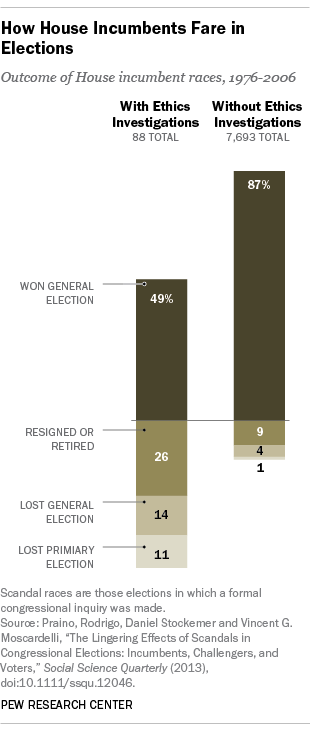 How House Incumbents Fare in
Elections
Outcome of House incumbent races, 1976-2006
With Ethics
Investigations
88 TOTAL
Without Ethics
Investigations
7,693 TOTAL
87%
WON GENERAL
ELECTION
49%
RESIGNED OR
RETIRED
26
9
4
1
LOST GENERAL
ELECTION
14
LOST PRIMIARY
ELECTION
11
Scandal races are those elections in which a formal
congressional inquiry was made.
Source: Praino, Rodrigo, Daniel Stockemer and Vincent G.
Moscardelli, “The Lingering Effects of Scandals in
Congressional Elections: Incumbents, Challengers, and
Voters,” Social Science Quarterly (2013),
doi:10.1111/ssqu.12046.
PEW RESEARCH CENTER